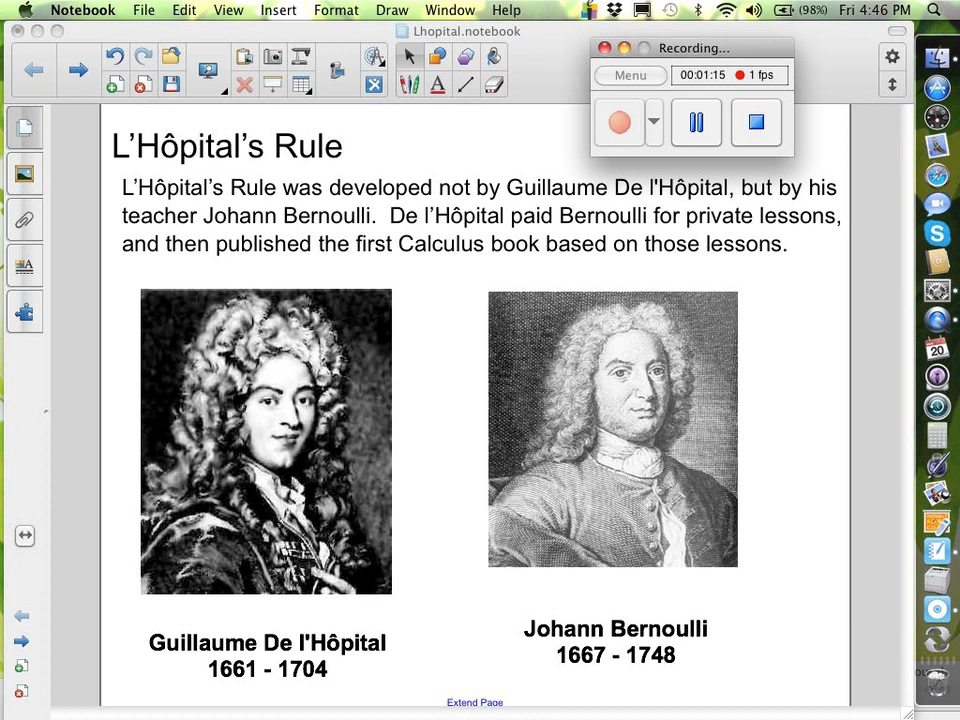 Notebook File Edit View Insert Format Draw Window Help (98%) Fri 4:46 PM
Lhopital.notebook
Recording...
Menu 00:01:15 1 fps
L’Hôpital’s Rule
L’Hôpital’s Rule was developed not by Guillaume De l'Hôpital, but by his
teacher Johann Bernoulli. De l’Hôpital paid Bernoulli for private lessons,
and then published the first Calculus book based on those lessons.
Guillaume De l'Hôpital
1661 - 1704
Johann Bernoulli
1667 - 1748
Extend Page
20